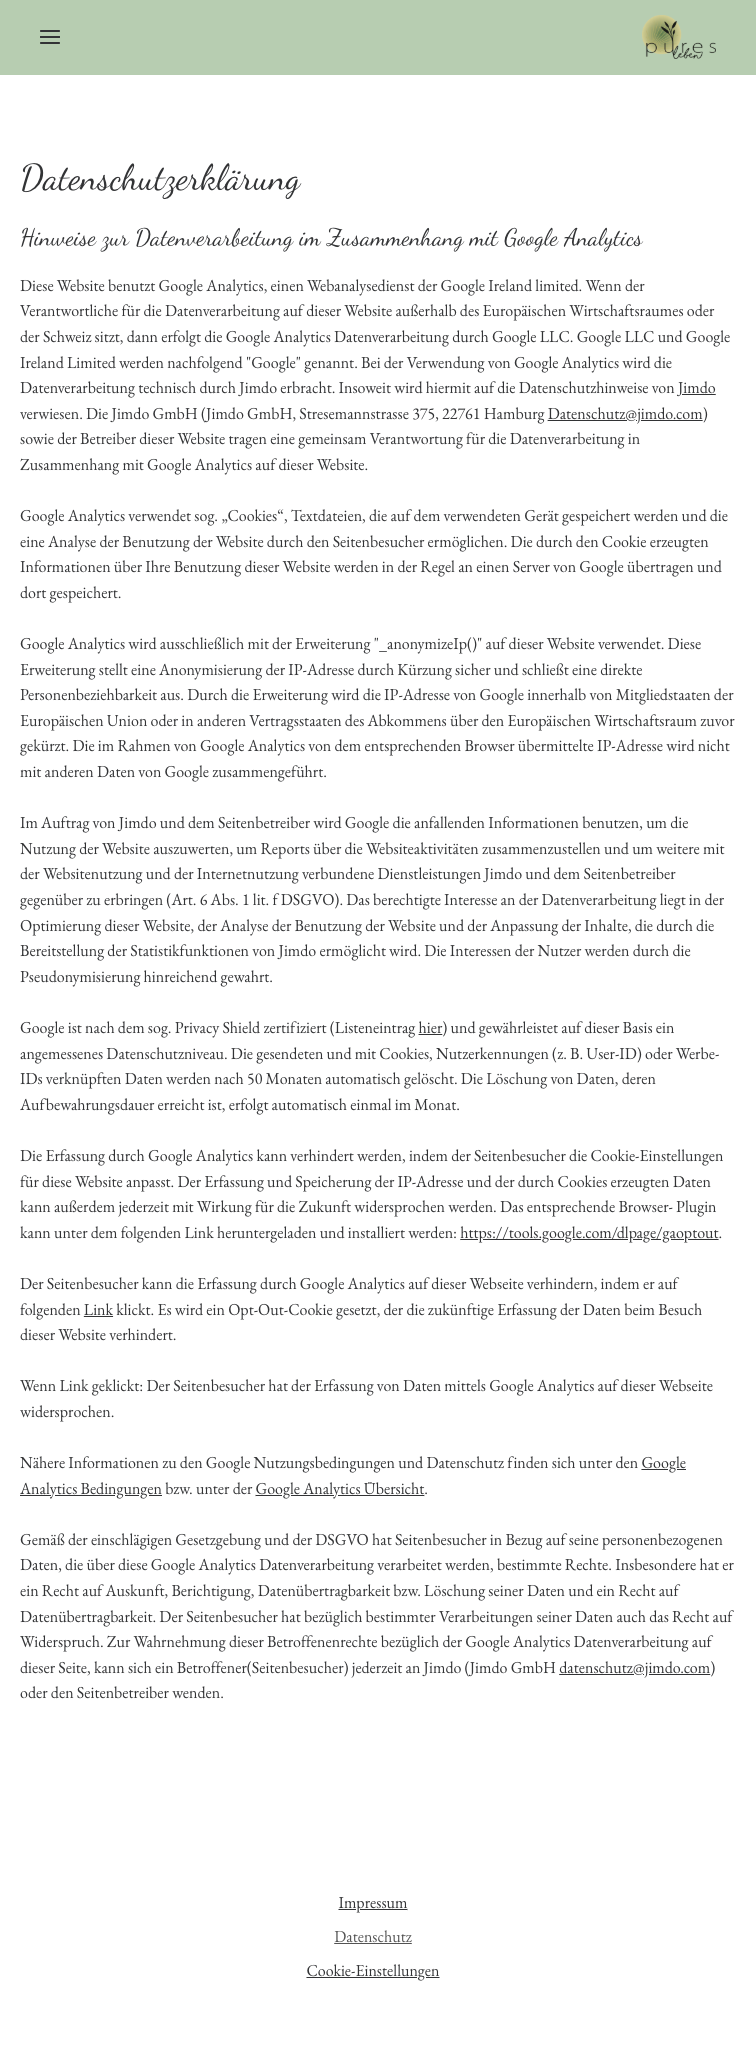 pures
leben
Datenschutzerklärung
Hinweise zur Datenverarbeitung im Zusammenhang mit Google Analytics
Diese Website benutzt Google Analytics, einen Webanalysedienst der Google Ireland limited. Wenn der
Verantwortliche für die Datenverarbeitung auf dieser Website außerhalb des Europäischen Wirtschaftsraumes oder
der Schweiz sitzt, dann erfolgt die Google Analytics Datenverarbeitung durch Google LLC. Google LLC und Google
Ireland Limited werden nachfolgend "Google" genannt. Bei der Verwendung von Google Analytics wird die
Datenverarbeitung technisch durch Jimdo erbracht. Insoweit wird hiermit auf die Datenschutzhinweise von Jimdo
verwiesen. Die Jimdo GmbH (Jimdo GmbH, Stresemannstrasse 375, 22761 Hamburg Datenschutz@jimdo.com)
sowie der Betreiber dieser Website tragen eine gemeinsam Verantwortung für die Datenverarbeitung in
Zusammenhang mit Google Analytics auf dieser Website.
Google Analytics verwendet sog. „Cookies“, Textdateien, die auf dem verwendeten Gerät gespeichert werden und die
eine Analyse der Benutzung der Website durch den Seitenbesucher ermöglichen. Die durch den Cookie erzeugten
Informationen über Ihre Benutzung dieser Website werden in der Regel an einen Server von Google übertragen und
dort gespeichert.
Google Analytics wird ausschließlich mit der Erweiterung "_anonymizeIp()" auf dieser Website verwendet. Diese
Erweiterung stellt eine Anonymisierung der IP-Adresse durch Kürzung sicher und schließt eine direkte
Personenbeziehbarkeit aus. Durch die Erweiterung wird die IP-Adresse von Google innerhalb von Mitgliedstaaten der
Europäischen Union oder in anderen Vertragsstaaten des Abkommens über den Europäischen Wirtschaftsraum zuvor
gekürzt. Die im Rahmen von Google Analytics von dem entsprechenden Browser übermittelte IP-Adresse wird nicht
mit anderen Daten von Google zusammengeführt.
Im Auftrag von Jimdo und dem Seitenbetreiber wird Google die anfallenden Informationen benutzen, um die
Nutzung der Website auszuwerten, um Reports über die Websiteaktivitäten zusammenzustellen und um weitere mit
der Websitenutzung und der Internetnutzung verbundene Dienstleistungen Jimdo und dem Seitenbetreiber
gegenüber zu erbringen (Art. 6 Abs. 1 lit. f DSGVO). Das berechtigte Interesse an der Datenverarbeitung liegt in der
Optimierung dieser Website, der Analyse der Benutzung der Website und der Anpassung der Inhalte, die durch die
Bereitstellung der Statistikfunktionen von Jimdo ermöglicht wird. Die Interessen der Nutzer werden durch die
Pseudonymisierung hinreichend gewahrt.
Google ist nach dem sog. Privacy Shield zertifiziert (Listeneintrag hier) und gewährleistet auf dieser Basis ein
angemessenes Datenschutzniveau. Die gesendeten und mit Cookies, Nutzerkennungen (z. B. User-ID) oder Werbe-
IDs verknüpften Daten werden nach 50 Monaten automatisch gelöscht. Die Löschung von Daten, deren
Aufbewahrungsdauer erreicht ist, erfolgt automatisch einmal im Monat.
Die Erfassung durch Google Analytics kann verhindert werden, indem der Seitenbesucher die Cookie-Einstellungen
für diese Website anpasst. Der Erfassung und Speicherung der IP-Adresse und der durch Cookies erzeugten Daten
kann außerdem jederzeit mit Wirkung für die Zukunft widersprochen werden. Das entsprechende Browser- Plugin
kann unter dem folgenden Link heruntergeladen und installiert werden: https://tools.google.com/dlpage/gaoptout.
Der Seitenbesucher kann die Erfassung durch Google Analytics auf dieser Webseite verhindern, indem er auf
folgenden Link klickt. Es wird ein Opt-Out-Cookie gesetzt, der die zukünftige Erfassung der Daten beim Besuch
dieser Website verhindert.
Wenn Link geklickt: Der Seitenbesucher hat der Erfassung von Daten mittels Google Analytics auf dieser Webseite
widersprochen.
Nähere Informationen zu den Google Nutzungsbedingungen und Datenschutz finden sich unter den Google
Analytics Bedingungen bzw. unter der Google Analytics Übersicht.
Gemäß der einschlägigen Gesetzgebung und der DSGVO hat Seitenbesucher in Bezug auf seine personenbezogenen
Daten, die über diese Google Analytics Datenverarbeitung verarbeitet werden, bestimmte Rechte. Insbesondere hat er
ein Recht auf Auskunft, Berichtigung, Datenübertragbarkeit bzw. Löschung seiner Daten und ein Recht auf
Datenübertragbarkeit. Der Seitenbesucher hat bezüglich bestimmter Verarbeitungen seiner Daten auch das Recht auf
Widerspruch. Zur Wahrnehmung dieser Betroffenenrechte bezüglich der Google Analytics Datenverarbeitung auf
dieser Seite, kann sich ein Betroffener(Seitenbesucher) jederzeit an Jimdo (Jimdo GmbH datenschutz@jimdo.com)
oder den Seitenbetreiber wenden.
Impressum
Datenschutz
Cookie-Einstellungen